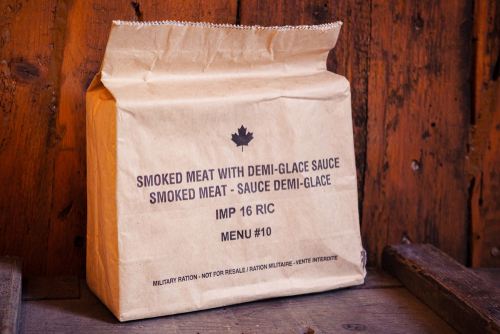 SMOKED MEAT WITH DEMI-GLACE SAUCE
SMOKED MEAT - SAUCE DEMI-GLACE
IMP 16 RIC
MENU #10
MILITARY RATION - NOT FOR RESALE / RATION MILITAIRE - VENTE INTERDITE